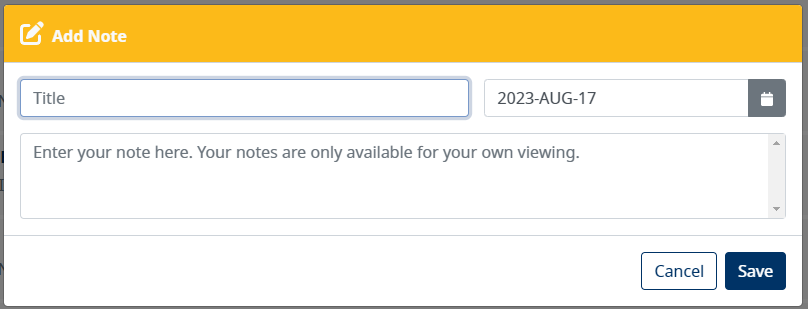 Add Note
Title
2023-AUG-17
Enter your note here. Your notes are only available for your own viewing.
Cancel
Save